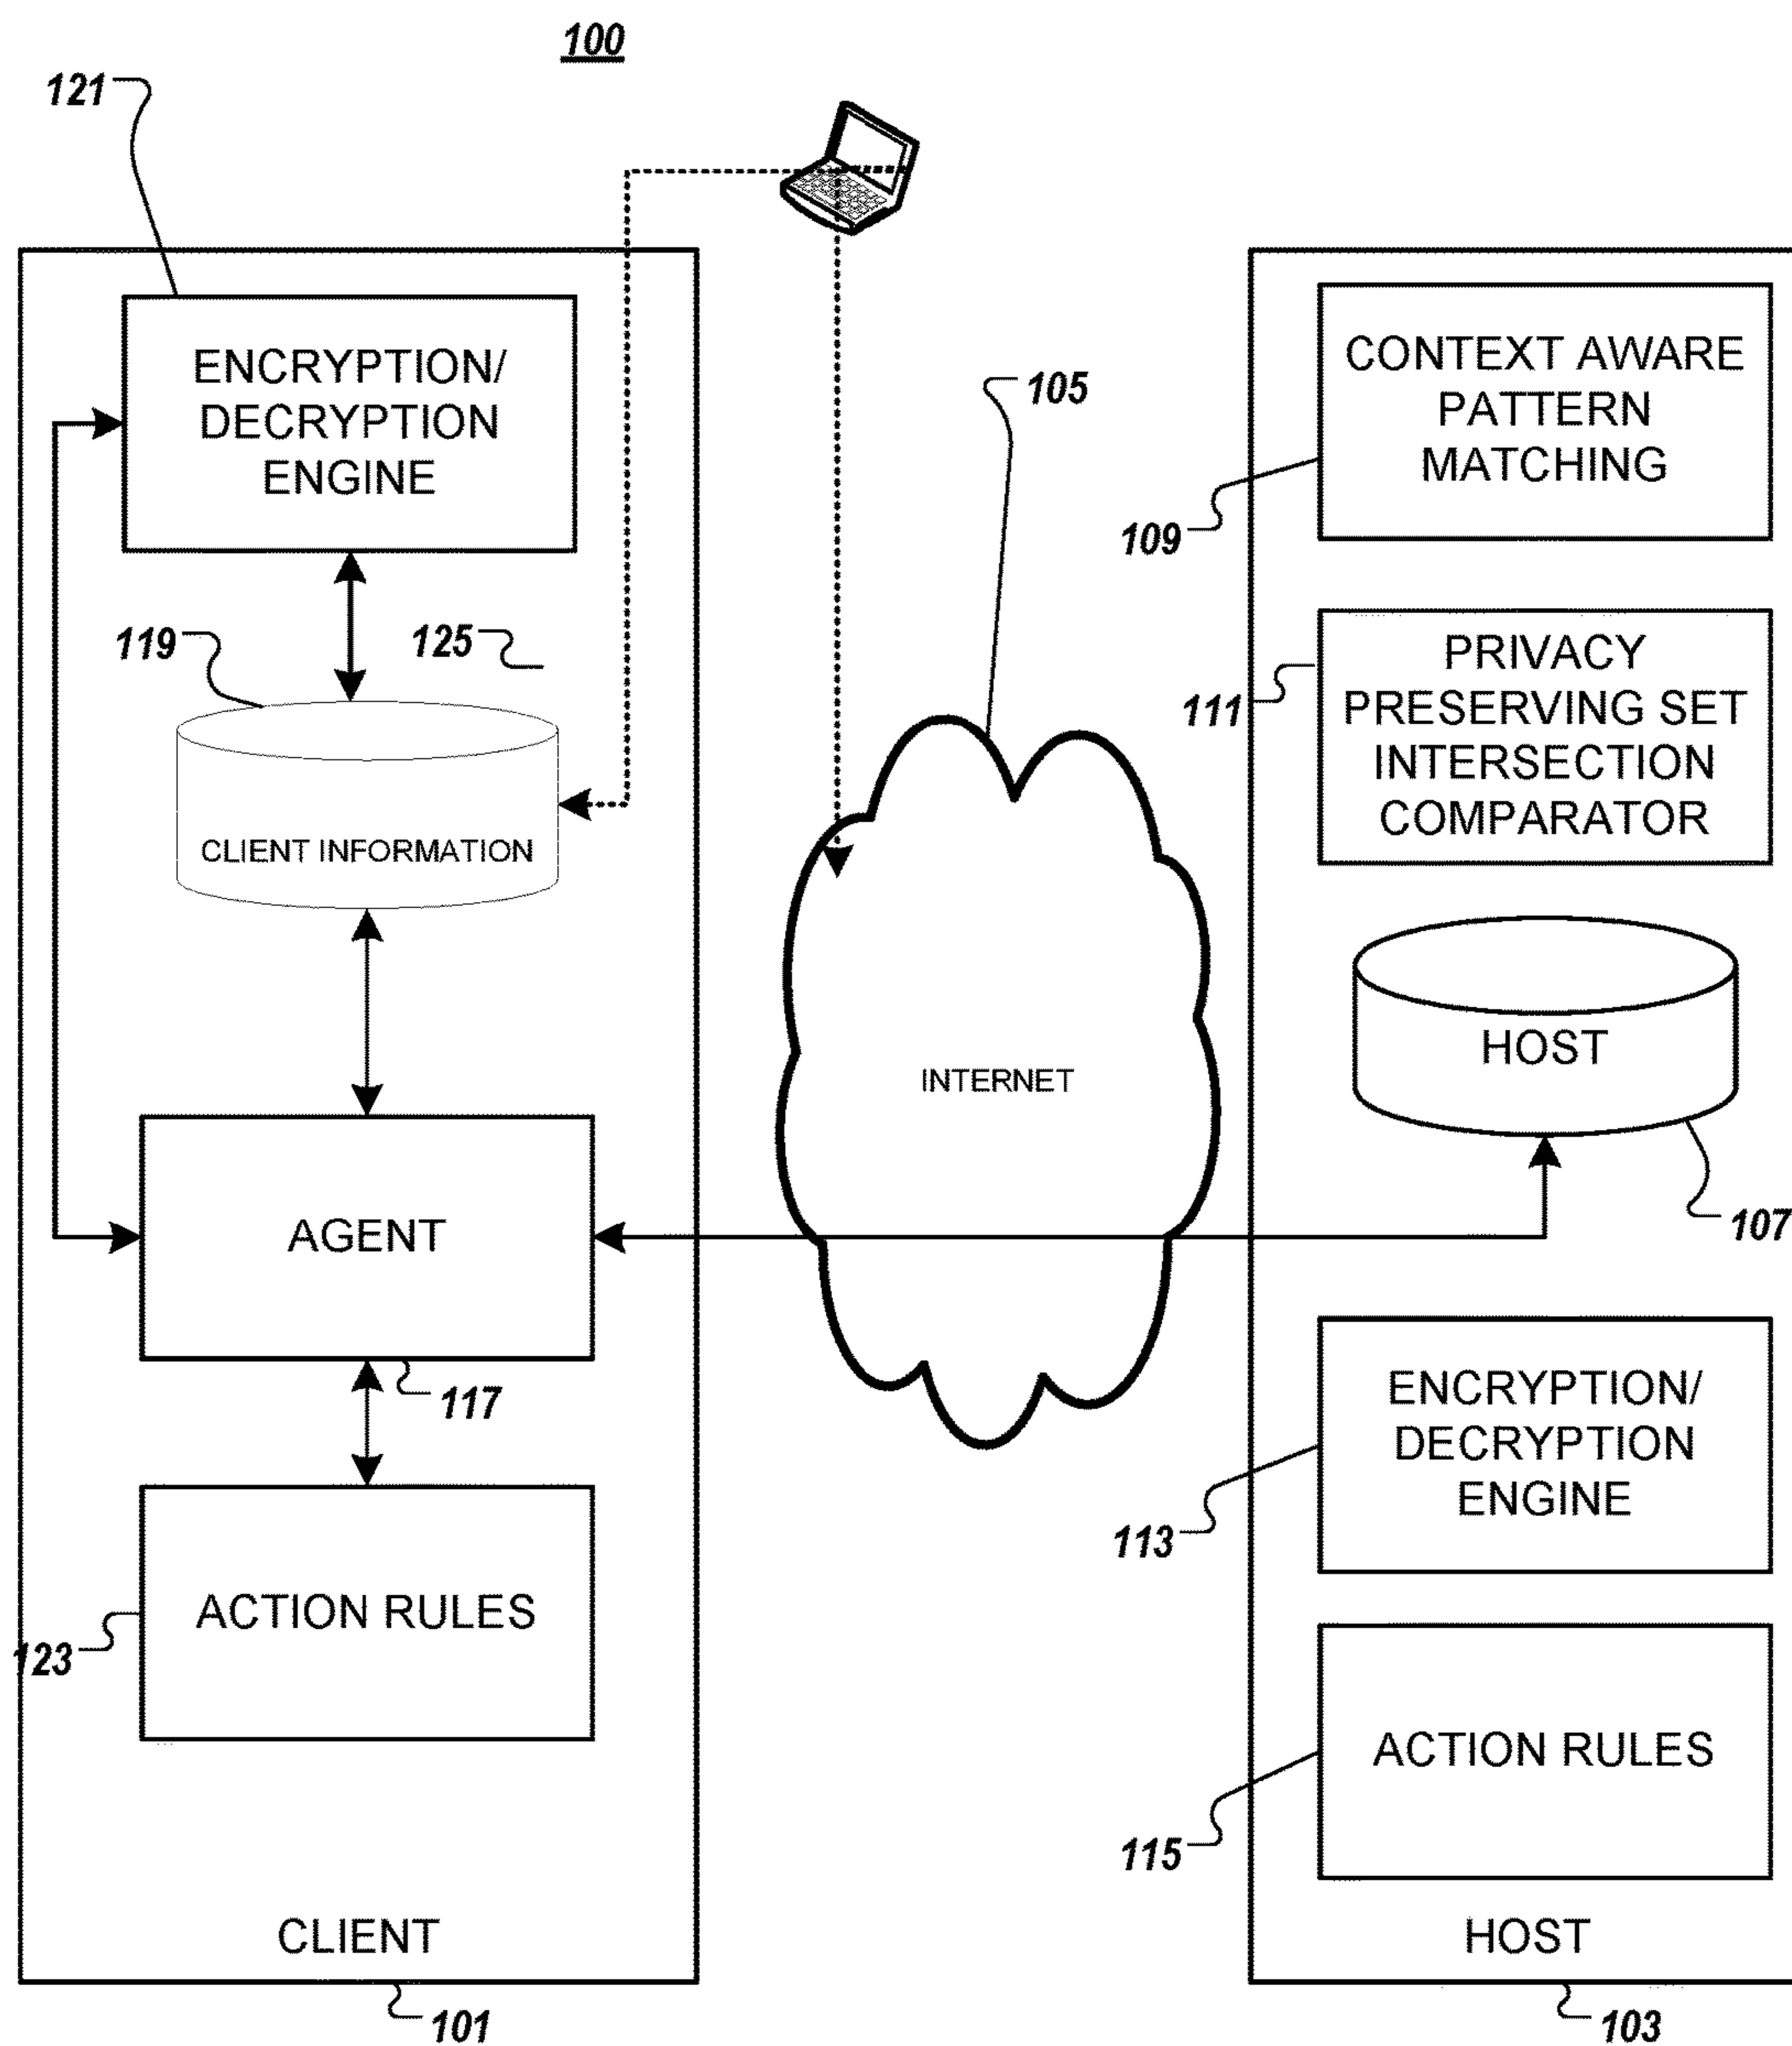 100
121
ENCRYPTION/
DECRYPTION
ENGINE
119
125
CLIENT INFORMATION
AGENT
117
ACTION RULES
123
CLIENT
101
105
INTERNET
CONTEXT AWARE
PATTERN
MATCHING
109
PRIVACY
PRESERVING SET
INTERSECTION
COMPARATOR
111
HOST
107
ENCRYPTION/
DECRYPTION
ENGINE
113
ACTION RULES
115
HOST
103